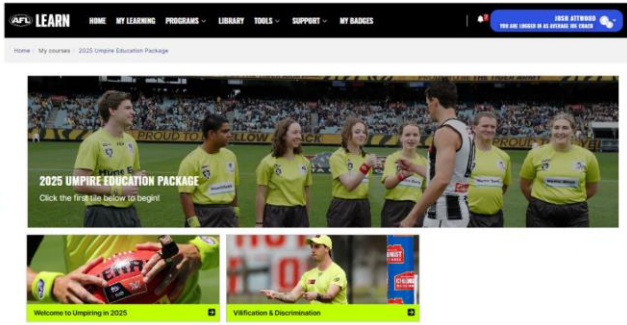 AFL LEARN HOME MY LEARNING PROGRAMS LIBRARY TOOLS SUPPORT MY BADGES
JOSH ATTWOOD
YOU ARE LOGGED IN AS AVERAGE JOE COACH
Home / My courses / 2025 Umpire Education Package
PROUD TO
2025 UMPIRE EDUCATION PACKAGE
Click the first tile below to begin!
Welcome to Umpiring in 2025
Vilification & Discrimination